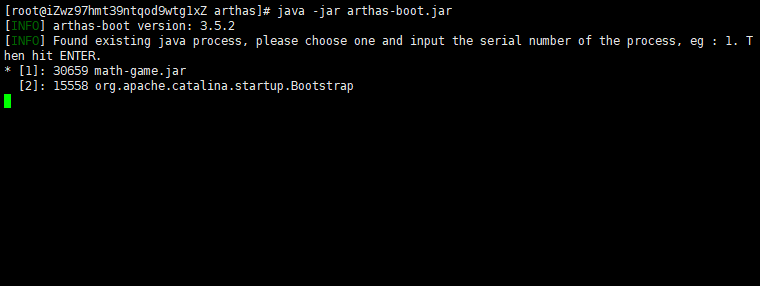 [root@iZwz97hmt39ntqod9wtg1xZ arthas]# java -jar arthas-boot.jar
[INFO] arthas-boot version: 3.5.2
[INFO] Found existing java process, please choose one and input the serial number of the process, eg : 1. T
hen hit ENTER.
* [1]: 30659 math-game.jar
  [2]: 15558 org.apache.catalina.startup.Bootstrap